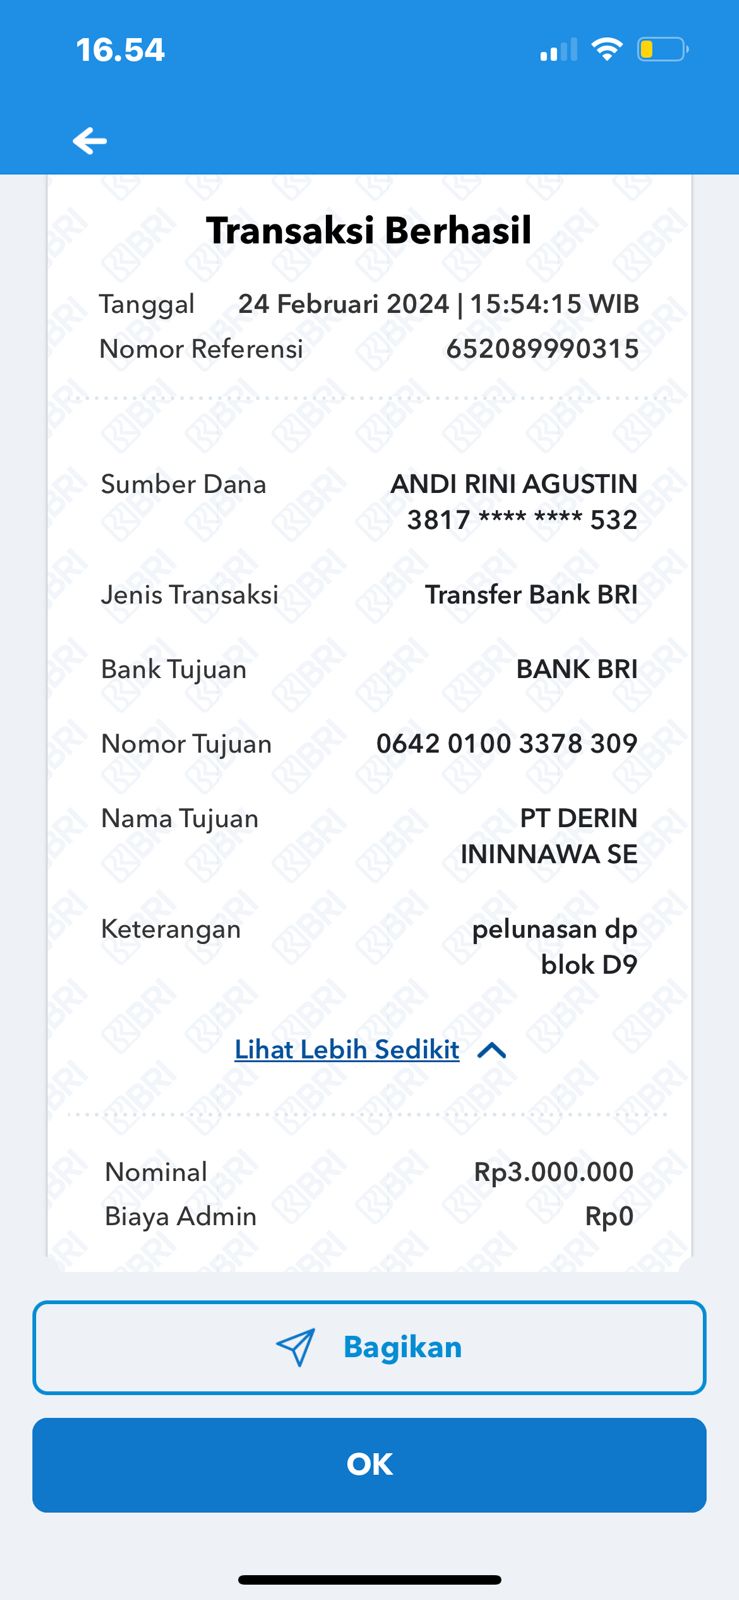 16.54
Transaksi Berhasil
Tanggal 24 Februari 2024 | 15:54:15 WIB
Nomor Referensi 652089990315
Sumber Dana ANDI RINI AGUSTIN
3817 **** **** 532
Jenis Transaksi Transfer Bank BRI
Bank Tujuan BANK BRI
Nomor Tujuan 0642 0100 3378 309
Nama Tujuan PT DERIN
ININNAWA SE
Keterangan pelunasan dp
blok D9
Lihat Lebih Sedikit
Nominal Rp3.000.000
Biaya Admin Rp0
Bagikan
OK